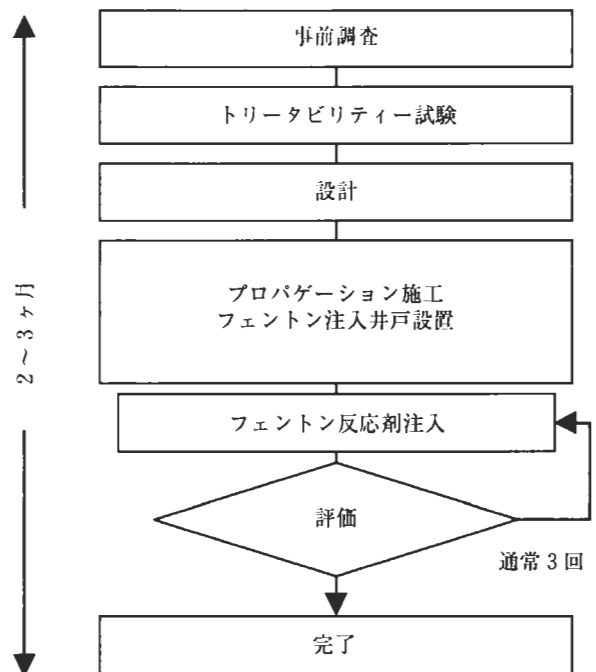 事前調査
トリータビリティー試験
設計
プロパゲーション施工
フェントン注入井戸設置
2～3ヶ月
フェントン反応剤注入
評価
通常3回
完了